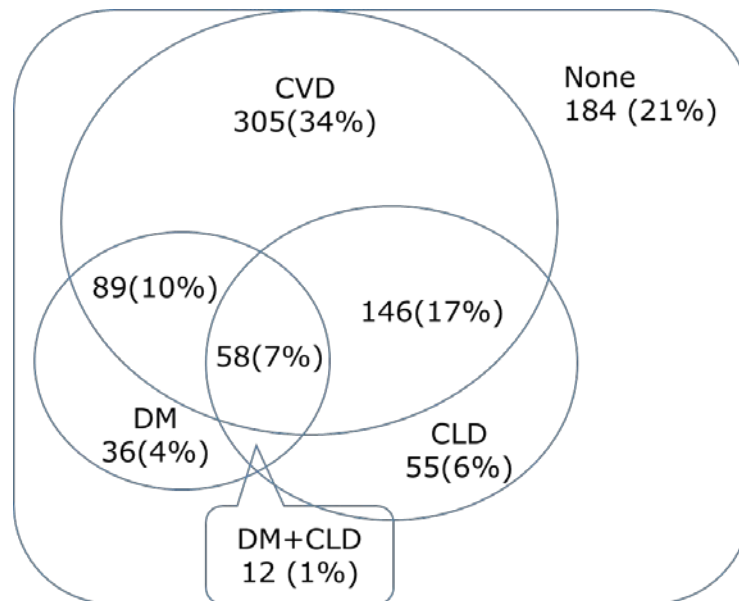 CVD
305(34%)
None
184 (21%)
89(10%)
146(17%)
58(7%)
DM
36(4%)
CLD
55(6%)
DM+CLD
12 (1%)